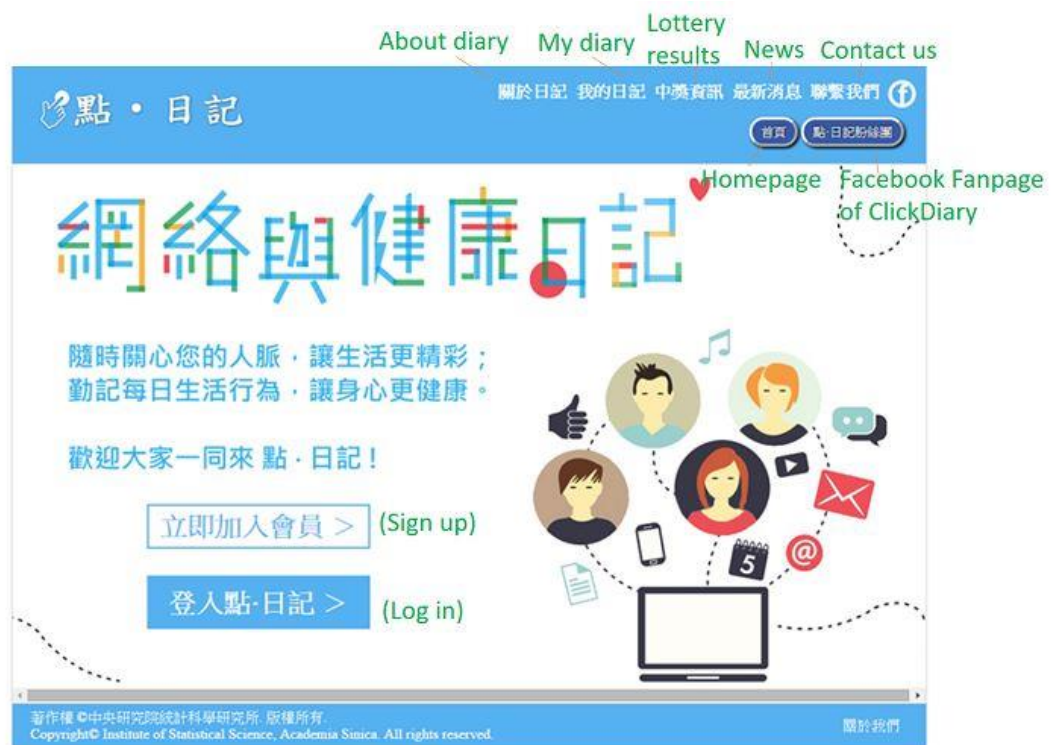 About diary My diary Lottery results News Contact us
點・日記
關於日記 我的日記 中獎資訊 最新消息 聯繫我們 f
首頁 點·日記粉絲團
Homepage Facebook Fanpage of ClickDiary
網絡與健康日記
隨時關心您的人脈，讓生活更精彩；
勤記每日生活行為，讓身心更健康。
歡迎大家一同來 點·日記！
立即加入會員 > (Sign up)
登入點·日記 > (Log in)
@
5
著作權 ©中央研究院統計科學研究所. 版權所有.
Copyright© Institute of Statistical Science, Academia Sinica. All rights reserved.
關於我們